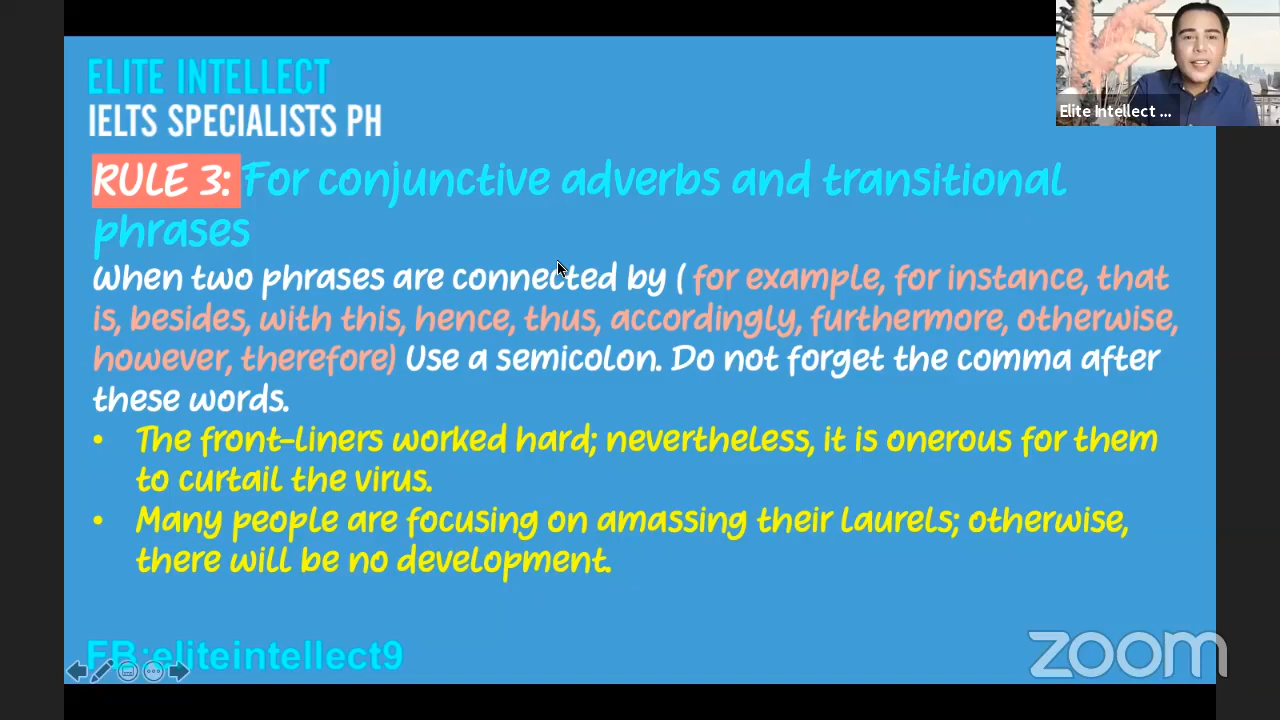 ELITE INTELLECT
IELTS SPECIALISTS PH
Elite Intellect ...
RULE 3: For conjunctive adverbs and transitional
phrases
When two phrases are connected by ( for example, for instance, that
is, besides, with this, hence, thus, accordingly, furthermore, otherwise,
however, therefore) Use a semicolon. Do not forget the comma after
these words.
• The front-liners worked hard; nevertheless, it is onerous for them
to curtail the virus.
• Many people are focusing on amassing their laurels; otherwise,
there will be no development.
FB:eliteintellect9
zoom